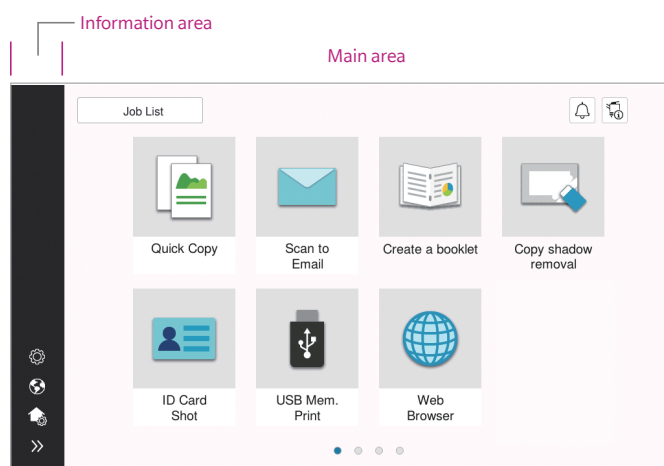 Information area
Main area
Job List
Quick Copy
Scan to
Email
Create a booklet
Copy shadow
removal
ID Card
Shot
USB Mem.
Print
Web
Browser